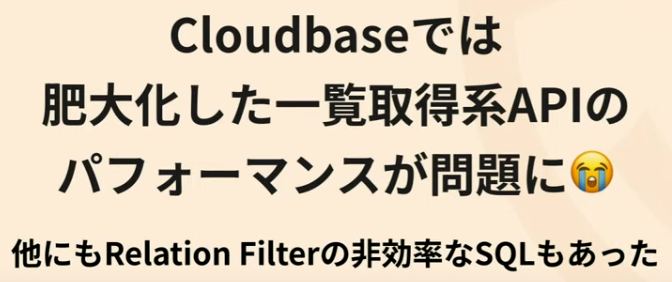 Cloudbaseでは
肥大化した一覧取得系APIの
パフォーマンスが問題に😭
他にもRelation Filterの非効率なSQLもあった